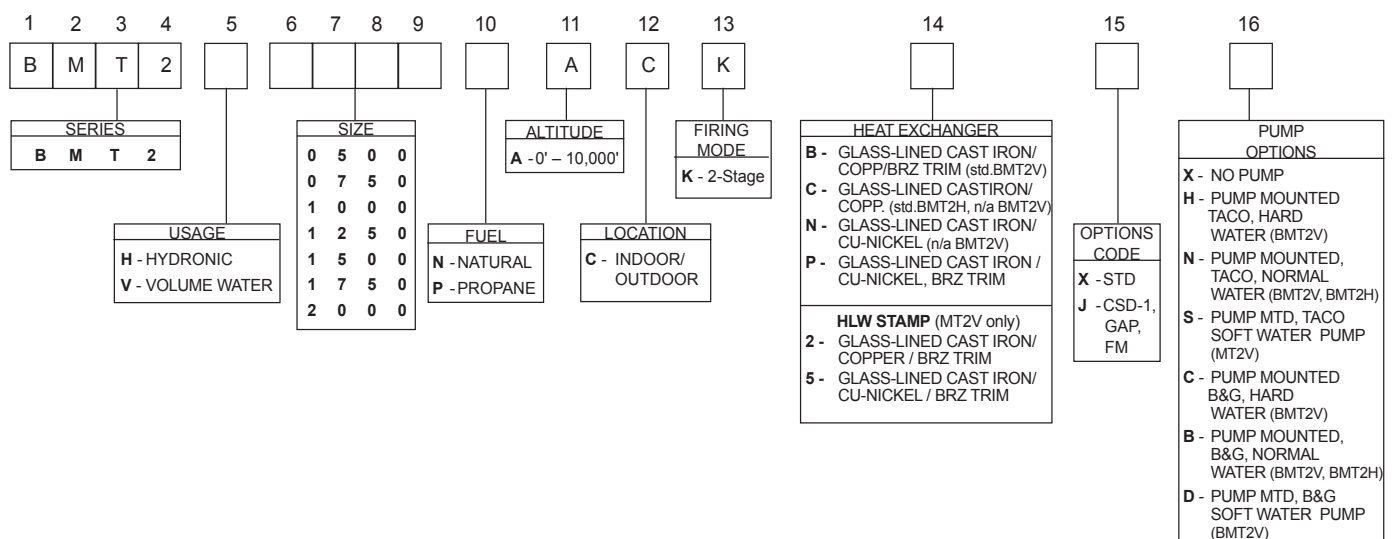 1 2 3 4 5 6 7 8 9 10 11 12 13 14 15 16
B M T 2 A C K
SERIES
B M T 2
USAGE
H - HYDRONIC
V - VOLUME WATER
SIZE
0 5 0 0
0 7 5 0
1 0 0 0
1 2 5 0
1 5 0 0
1 7 5 0
2 0 0 0
FUEL
N - NATURAL
P - PROPANE
ALTITUDE
A - 0' – 10,000'
LOCATION
C - INDOOR/
OUTDOOR
FIRING
MODE
K - 2-Stage
HEAT EXCHANGER
B - GLASS-LINED CAST IRON/
COPP/BRZ TRIM (std.BMT2V)
C - GLASS-LINED CASTIRON/
COPP. (std.BMT2H, n/a BMT2V)
N - GLASS-LINED CAST IRON/
CU-NICKEL (n/a BMT2V)
P - GLASS-LINED CAST IRON /
CU-NICKEL, BRZ TRIM
HLW STAMP (MT2V only)
2 - GLASS-LINED CAST IRON/
COPPER / BRZ TRIM
5 - GLASS-LINED CAST IRON/
CU-NICKEL / BRZ TRIM
OPTIONS
CODE
X - STD
J - CSD-1,
GAP,
FM
PUMP
OPTIONS
X - NO PUMP
H - PUMP MOUNTED
TACO, HARD
WATER (BMT2V)
N - PUMP MOUNTED,
TACO, NORMAL
WATER (BMT2V, BMT2H)
S - PUMP MTD, TACO
SOFT WATER PUMP
(MT2V)
C - PUMP MOUNTED
B&G, HARD
WATER (BMT2V)
B - PUMP MOUNTED,
B&G, NORMAL
WATER (BMT2V, BMT2H)
D - PUMP MTD, B&G
SOFT WATER PUMP
(BMT2V)